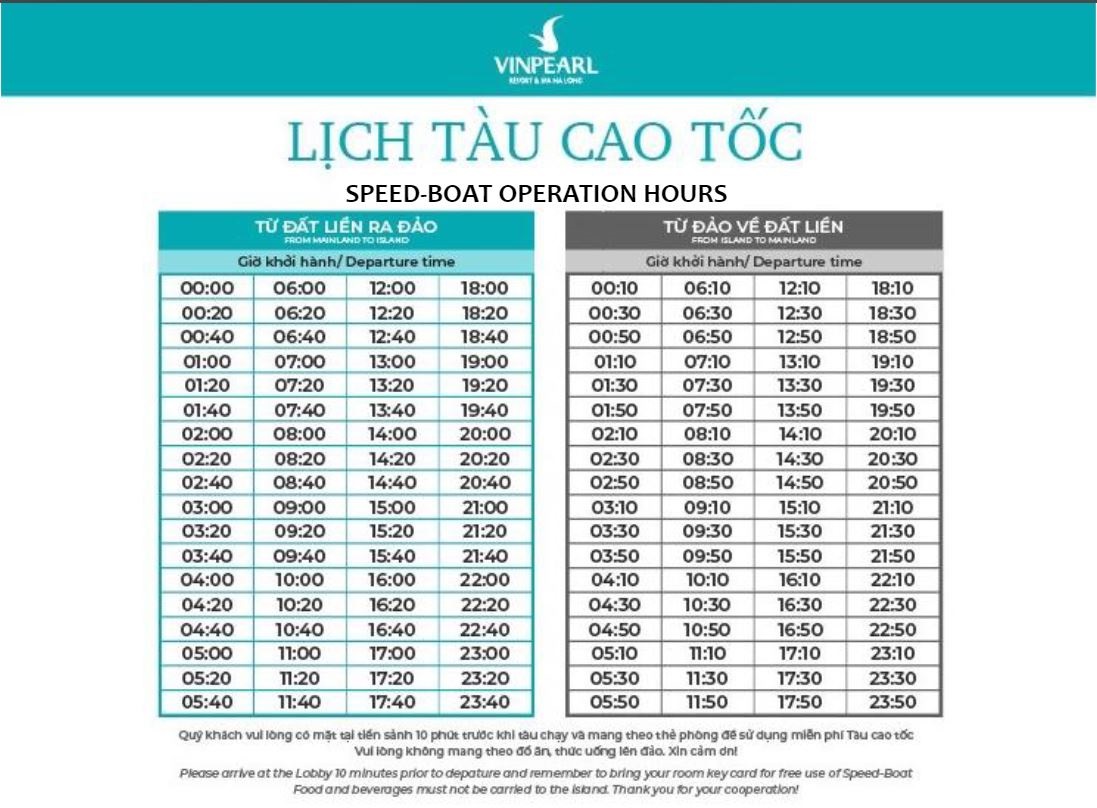 VINPEARL
RESORT & SPA HA LONG
LỊCH TÀU CAO TỐC
SPEED-BOAT OPERATION HOURS
TỪ ĐẤT LIỀN RA ĐẢO
FROM MAINLAND TO ISLAND
Giờ khởi hành/ Departure time
00:00 06:00 12:00 18:00
00:20 06:20 12:20 18:20
00:40 06:40 12:40 18:40
01:00 07:00 13:00 19:00
01:20 07:20 13:20 19:20
01:40 07:40 13:40 19:40
02:00 08:00 14:00 20:00
02:20 08:20 14:20 20:20
02:40 08:40 14:40 20:40
03:00 09:00 15:00 21:00
03:20 09:20 15:20 21:20
03:40 09:40 15:40 21:40
04:00 10:00 16:00 22:00
04:20 10:20 16:20 22:20
04:40 10:40 16:40 22:40
05:00 11:00 17:00 23:00
05:20 11:20 17:20 23:20
05:40 11:40 17:40 23:40
TỪ ĐẢO VỀ ĐẤT LIỀN
FROM ISLAND TO MAINLAND
Giờ khởi hành/ Departure time
00:10 06:10 12:10 18:10
00:30 06:30 12:30 18:30
00:50 06:50 12:50 18:50
01:10 07:10 13:10 19:10
01:30 07:30 13:30 19:30
01:50 07:50 13:50 19:50
02:10 08:10 14:10 20:10
02:30 08:30 14:30 20:30
02:50 08:50 14:50 20:50
03:10 09:10 15:10 21:10
03:30 09:30 15:30 21:30
03:50 09:50 15:50 21:50
04:10 10:10 16:10 22:10
04:30 10:30 16:30 22:30
04:50 10:50 16:50 22:50
05:10 11:10 17:10 23:10
05:30 11:30 17:30 23:30
05:50 11:50 17:50 23:50
Quý khách vui lòng có mặt tại tiền sảnh 10 phút trước khi tàu chạy và mang theo thẻ phòng để sử dụng miễn phí Tàu cao tốc
Vui lòng không mang theo đồ ăn, thức uống lên đảo. Xin cảm ơn!
Please arrive at the Lobby 10 minutes prior to depature and remember to bring your room key card for free use of Speed-Boat
Food and beverages must not be carried to the island. Thank you for your cooperation!